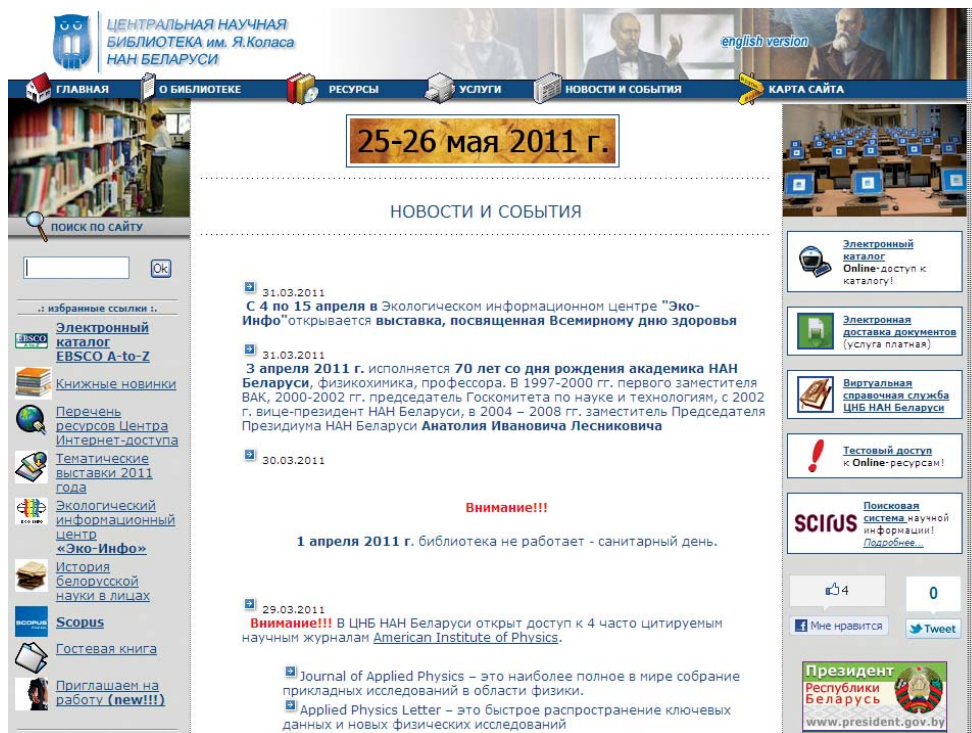 ЦЕНТРАЛЬНАЯ НАУЧНАЯ
БИБЛИОТЕКА им. Я.Коласа
НАН БЕЛАРУСИ
english version
ГЛАВНАЯ
О БИБЛИОТЕКЕ
РЕСУРСЫ
УСЛУГИ
НОВОСТИ И СОБЫТИЯ
КАРТА САЙТА
ПОИСК ПО САЙТУ
Ok
.: избранные ссылки :.
EBSCO
Электронный
каталог
EBSCO A-to-Z
Книжные новинки
Перечень
ресурсов Центра
Интернет-доступа
Тематические
выставки 2011
года
Экологический
информационный
центр
«Эко-Инфо»
История
белорусской
науки в лицах
SCOPUS
Scopus
Гостевая книга
Приглашаем на
работу (new!!!)
25-26 мая 2011 г.
НОВОСТИ И СОБЫТИЯ
31.03.2011
С 4 по 15 апреля в Экологическом информационном центре "Эко-
Инфо"открывается выставка, посвященная Всемирному дню здоровья
31.03.2011
3 апреля 2011 г. исполняется 70 лет со дня рождения академика НАН
Беларуси, физикохимика, профессора. В 1997-2000 гг. первого заместителя
ВАК, 2000-2002 гг. председатель Госкомитета по науке и технологиям, с 2002
г. вице-президент НАН Беларуси, в 2004 – 2008 гг. заместитель Председателя
Президиума НАН Беларуси Анатолия Ивановича Лесниковича
30.03.2011
Внимание!!!
1 апреля 2011 г. библиотека не работает - санитарный день.
29.03.2011
Внимание!!! В ЦНБ НАН Беларуси открыт доступ к 4 часто цитируемым
научным журналам American Institute of Physics.
Journal of Applied Physics – это наиболее полное в мире собрание
прикладных исследований в области физики.
Applied Physics Letter – это быстрое распространение ключевых
данных и новых физических исследований
Электронный
каталог
Online-доступ к
каталогу!
Электронная
доставка документов
(услуга платная)
Виртуальная
справочная служба
ЦНБ НАН Беларуси
Тестовый доступ
к Online-ресурсам!
SCIRUS
Поисковая
система научной
информации!
Подробнее...
4
0
Мне нравится
Tweet
Президент
Республики
Беларусь
www.president.gov.by